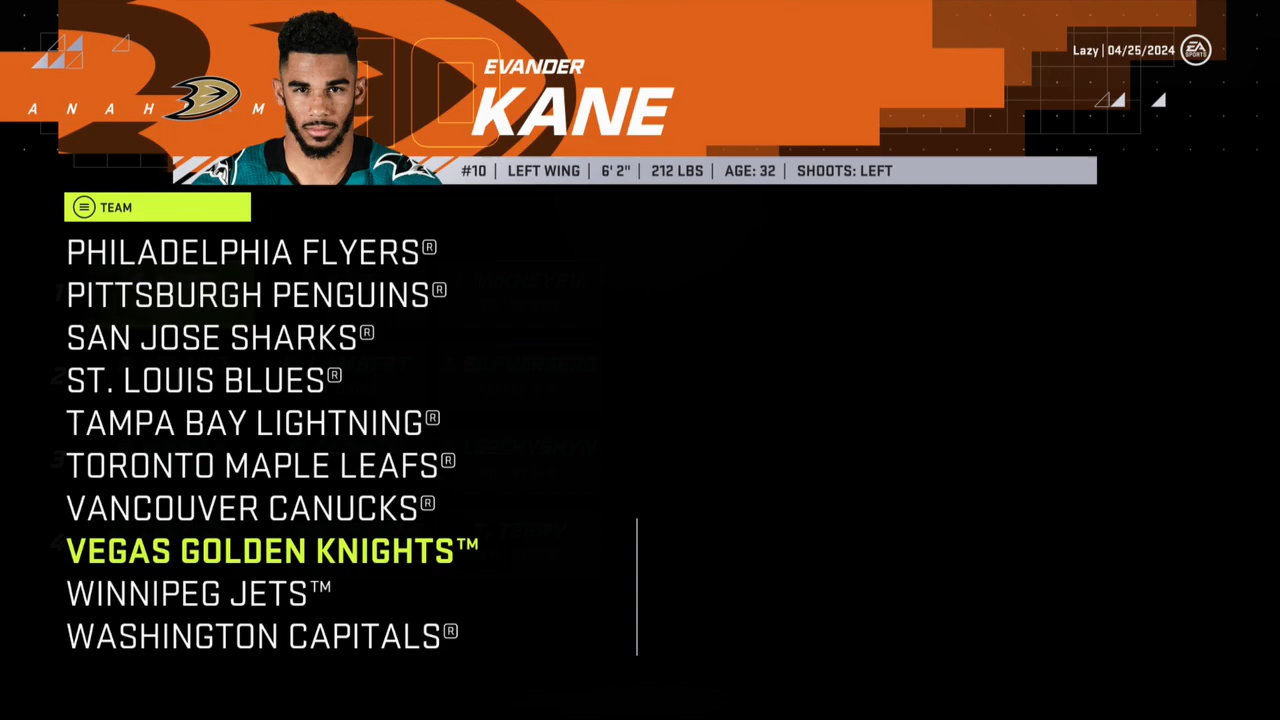 ANAHEIM
EVANDER
KANE
Lazy | 04/25/2024
EA
SPORTS
#10 | LEFT WING | 6' 2" | 212 LBS | AGE: 32 | SHOOTS: LEFT
TEAM
PHILADELPHIA FLYERS®
PITTSBURGH PENGUINS®
SAN JOSE SHARKS®
ST. LOUIS BLUES®
TAMPA BAY LIGHTNING®
TORONTO MAPLE LEAFS®
VANCOUVER CANUCKS®
VEGAS GOLDEN KNIGHTS™
WINNIPEG JETS™
WASHINGTON CAPITALS®